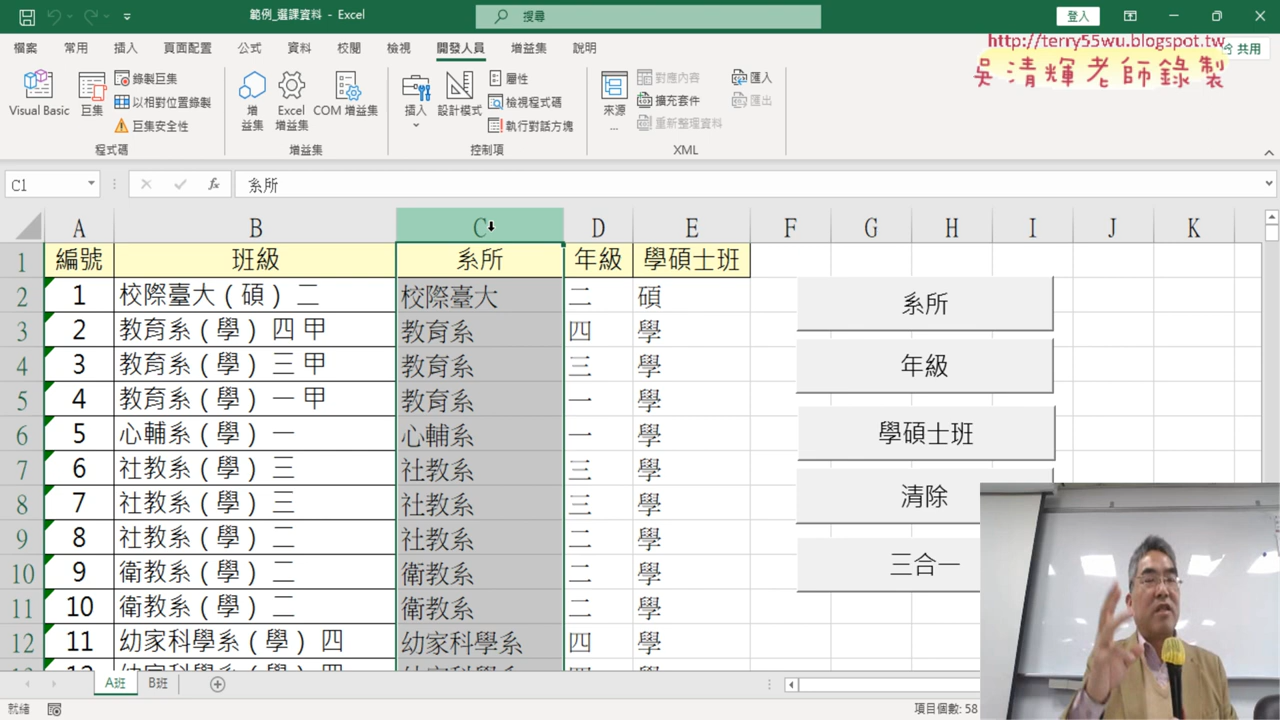 範例_選課資料 - Excel
搜尋
登入
檔案 常用 插入 頁面配置 公式 資料 校閱 檢視 開發人員 增益集 說明
共用
http://terry55wu.blogspot.tw
吳清輝老師錄製
Visual Basic
巨集
錄製巨集
以相對位置錄製
巨集安全性
程式碼
增益集
Excel 增益集
COM 增益集
增益集
插入
設計模式
屬性
檢視程式碼
執行對話方塊
控制項
來源
...
對應內容
擴充套件
重新整理資料
匯入
匯出
XML
C1
fx
系所
A B C D E F G H I J K
1 編號 班級 系所 年級 學碩士班
2 1 校際臺大(碩) 二 校際臺大 二 碩
3 2 教育系(學) 四 甲 教育系 四 學
4 3 教育系(學) 三 甲 教育系 三 學
5 4 教育系(學) 一 甲 教育系 一 學
6 5 心輔系(學) 一 心輔系 一 學
7 6 社教系(學) 三 社教系 三 學
8 7 社教系(學) 三 社教系 三 學
9 8 社教系(學) 二 社教系 二 學
10 9 衛教系(學) 二 衛教系 二 學
11 10 衛教系(學) 二 衛教系 二 學
12 11 幼家科學系(學) 四 幼家科學系 四 學
系所
年級
學碩士班
清除
三合一
A班 B班
就緒
項目個數: 58